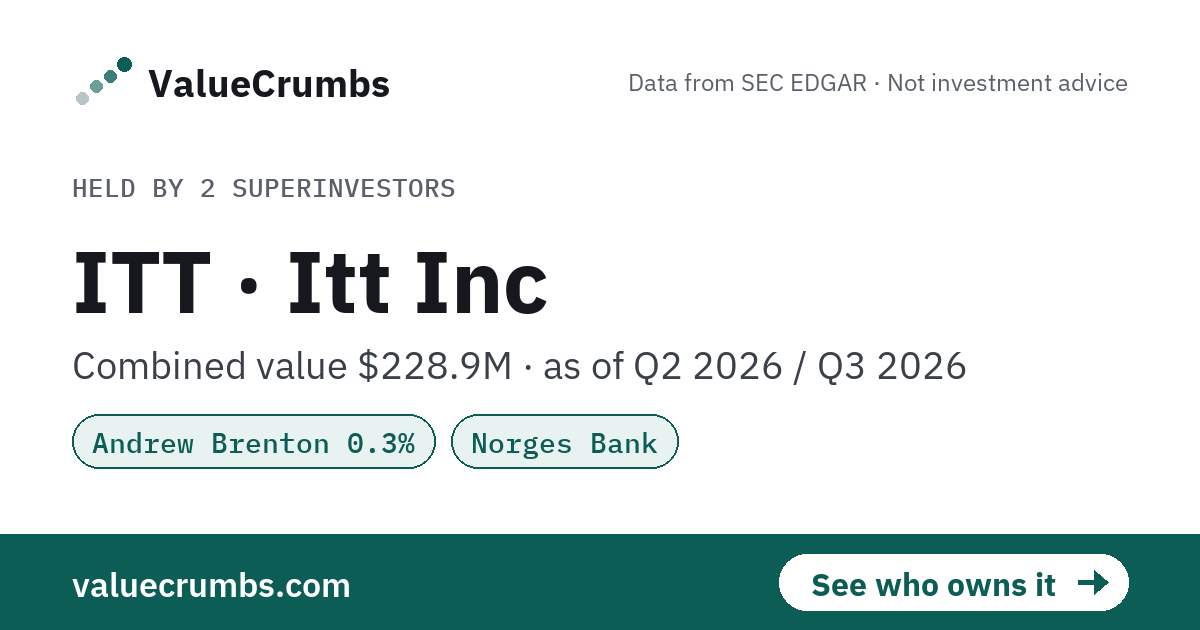 ValueCrumbs
Data from SEC EDGAR · Not investment advice
HELD BY 2 SUPERINVESTORS
ITT · Itt Inc
Combined value $228.9M · as of Q2 2026 / Q3 2026
Andrew Brenton 0.3%
Norges Bank
valuecrumbs.com
See who owns it →